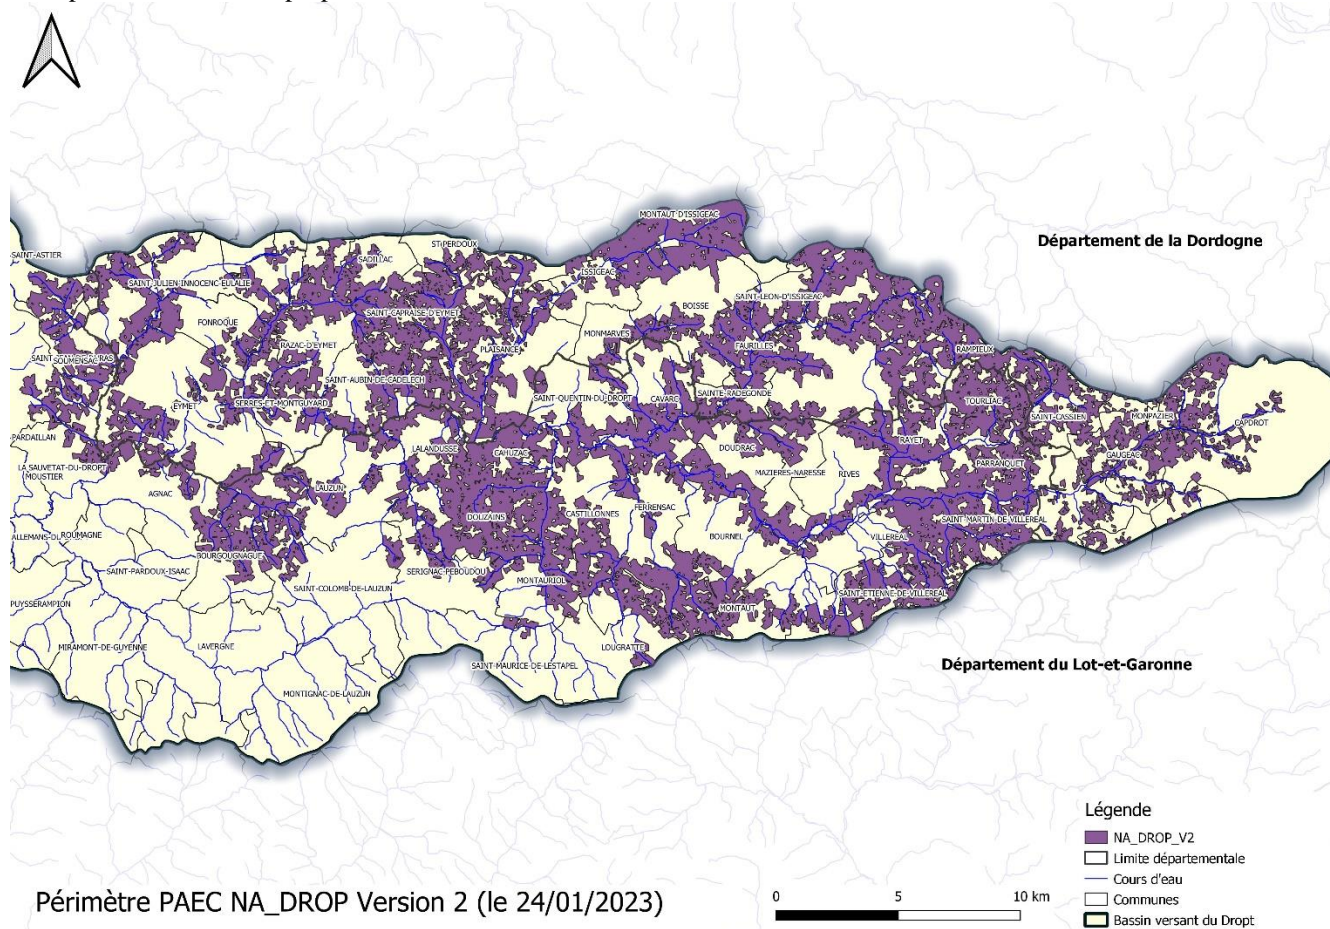 Département de la Dordogne
MONTAUT-D'ISSIGEAC
ST-PERDOUX
SAINT-ASTIER
SADILLAC
ISSIGEAC
SAINT-JULIEN-INNOCENC-EULALIE
SAINT-LEON-D'ISSIGEAC
BOISSE
SAINT-CAPRAISE-D'EYMET
FONROQUE
MONMARVES
RAZAC-D'EYMET
FAURILLES
PLAISANCE
RAMPIEUX
SOUMENSAC
SAINT-AUBIN-DE-CADELECH
SAINTE-RADEGONDE
SAINT-QUENTIN-DU-DROPT
CAVARC
TOURLIAC
EYMET
SERRES-ET-MONTGUYARD
SAINT-CASSIEN
MONPAZIER
CAPDROT
-PARDAILLAN
RAYET
LALANDUSSE
CAHUZAC
DOUDRAC
GAUGEAC
PARRANQUET
LA SAUVETAT-DU-DROPT
(MOUSTIER
MAZIERES-NARESSE
RIVES
AGNAC
LAUZUN
FERRENSAC
CASTILLONNES
DOUZAINS
SAINT-MARTIN-DE-VILLEREAL
ROUMAGNE
BOURNEL
VILLEREAL
BOURGOUGNAGUE
SAINT-PARDOUX-ISAAC
SERIGNAC-PEBOUDOU
MONTAURIOL
SAINT-COLOMB-DE-LAUZUN
SAINT-ETIENNE-DE-VILLEREAL
PUYSSERAMPION
MONTAUT
MIRAMONT-DE-GUYENNE
LAVERGNE
LOUGRATTE
SAINT-MAURICE-DE-LESTAPEL
Département du Lot-et-Garonne
MONTIGNAC-DE-LAUZUN
Légende
NA_DROP_V2
Limite départementale
Cours d'eau
Communes
Bassin versant du Dropt
0 5 10 km
Périmètre PAEC NA_DROP Version 2 (le 24/01/2023)